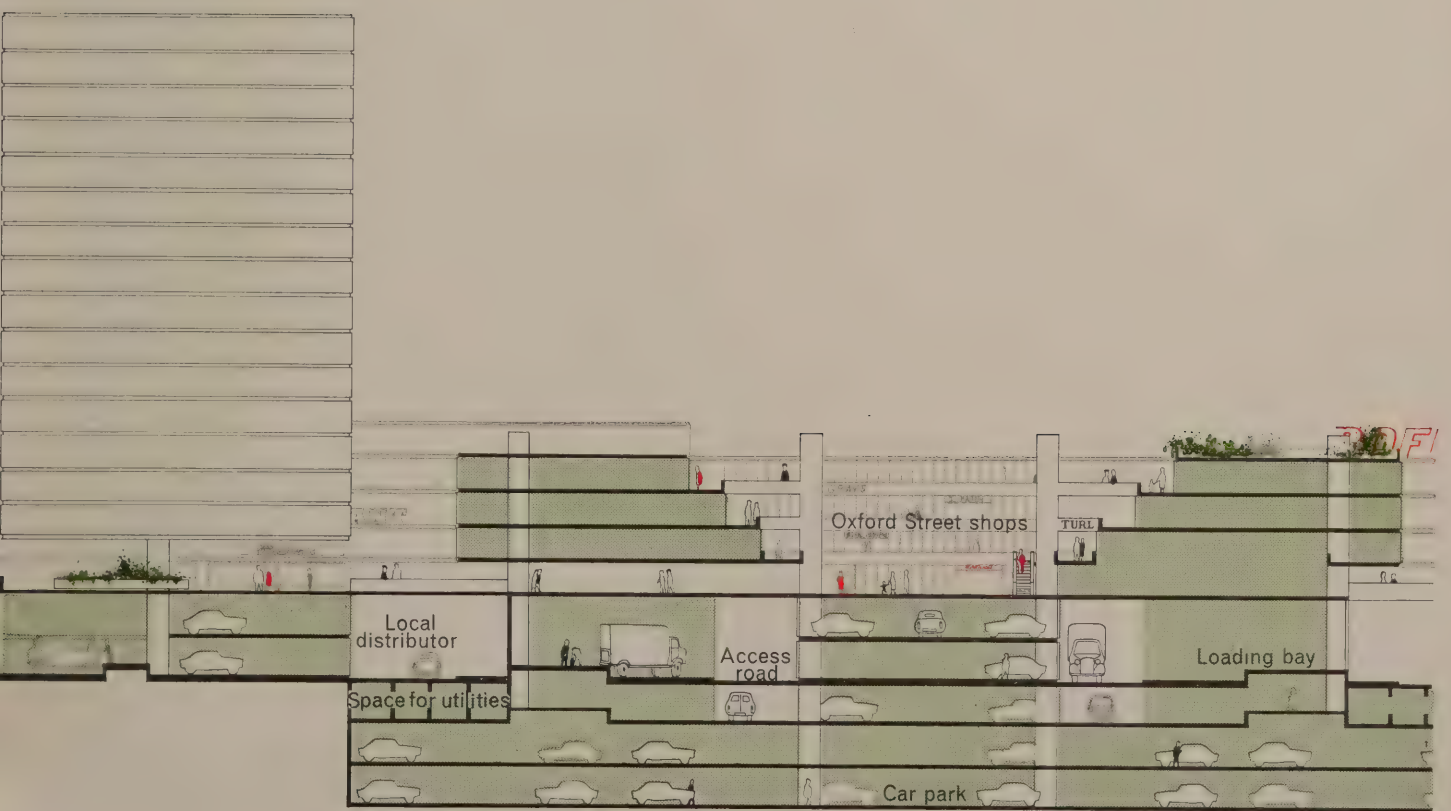 Oxford Street shops
TURL
Local
distributor
Access
road
Loading bay
Space for utilities
Car park